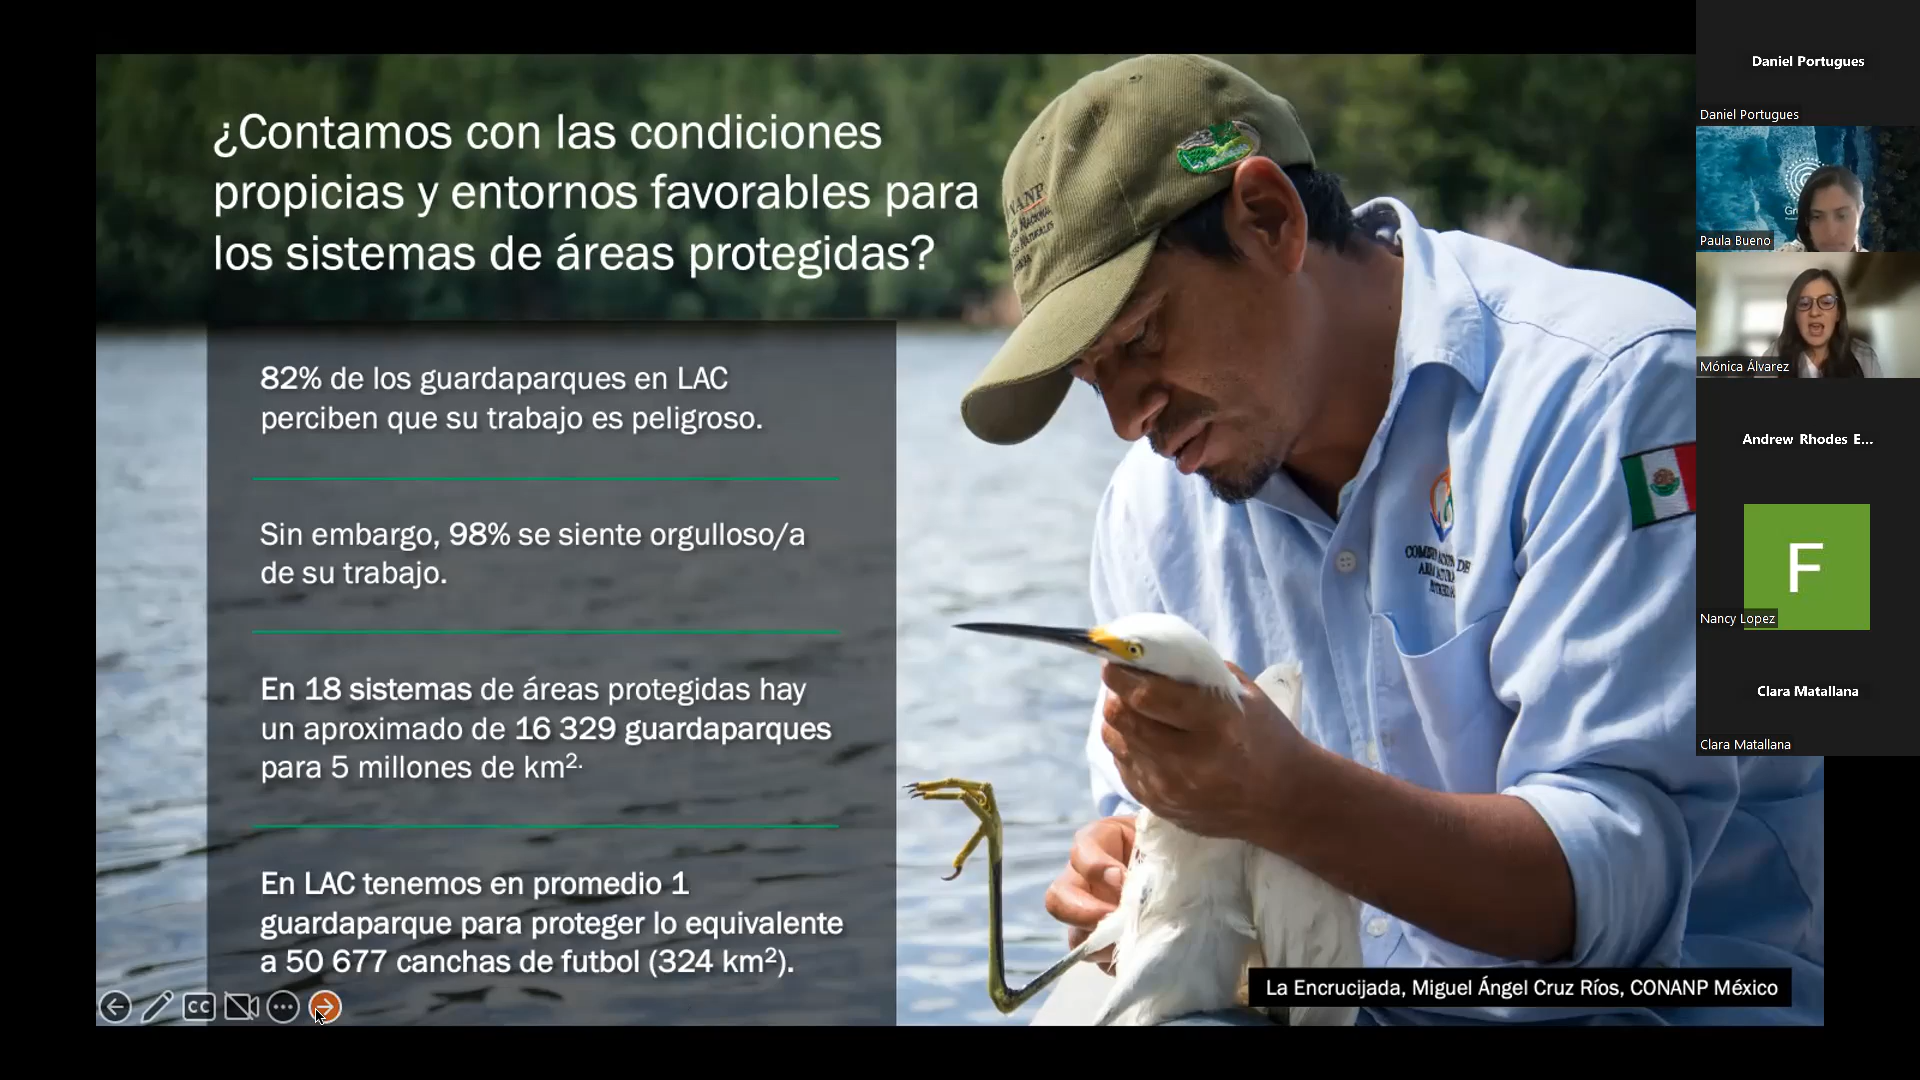 ¿Contamos con las condiciones
propicias y entornos favorables para
los sistemas de áreas protegidas?
82% de los guardaparques en LAC
perciben que su trabajo es peligroso.
Sin embargo, 98% se siente orgulloso/a
de su trabajo.
En 18 sistemas de áreas protegidas hay
un aproximado de 16 329 guardaparques
para 5 millones de km2.
En LAC tenemos en promedio 1
guardaparque para proteger lo equivalente
a 50 677 canchas de futbol (324 km2).
La Encrucijada, Miguel Ángel Cruz Ríos, CONANP México
CC
Daniel Portugues
Daniel Portugues
Paula Bueno
Mónica Álvarez
Andrew Rhodes E...
F
Nancy Lopez
Clara Matallana
Clara Matallana